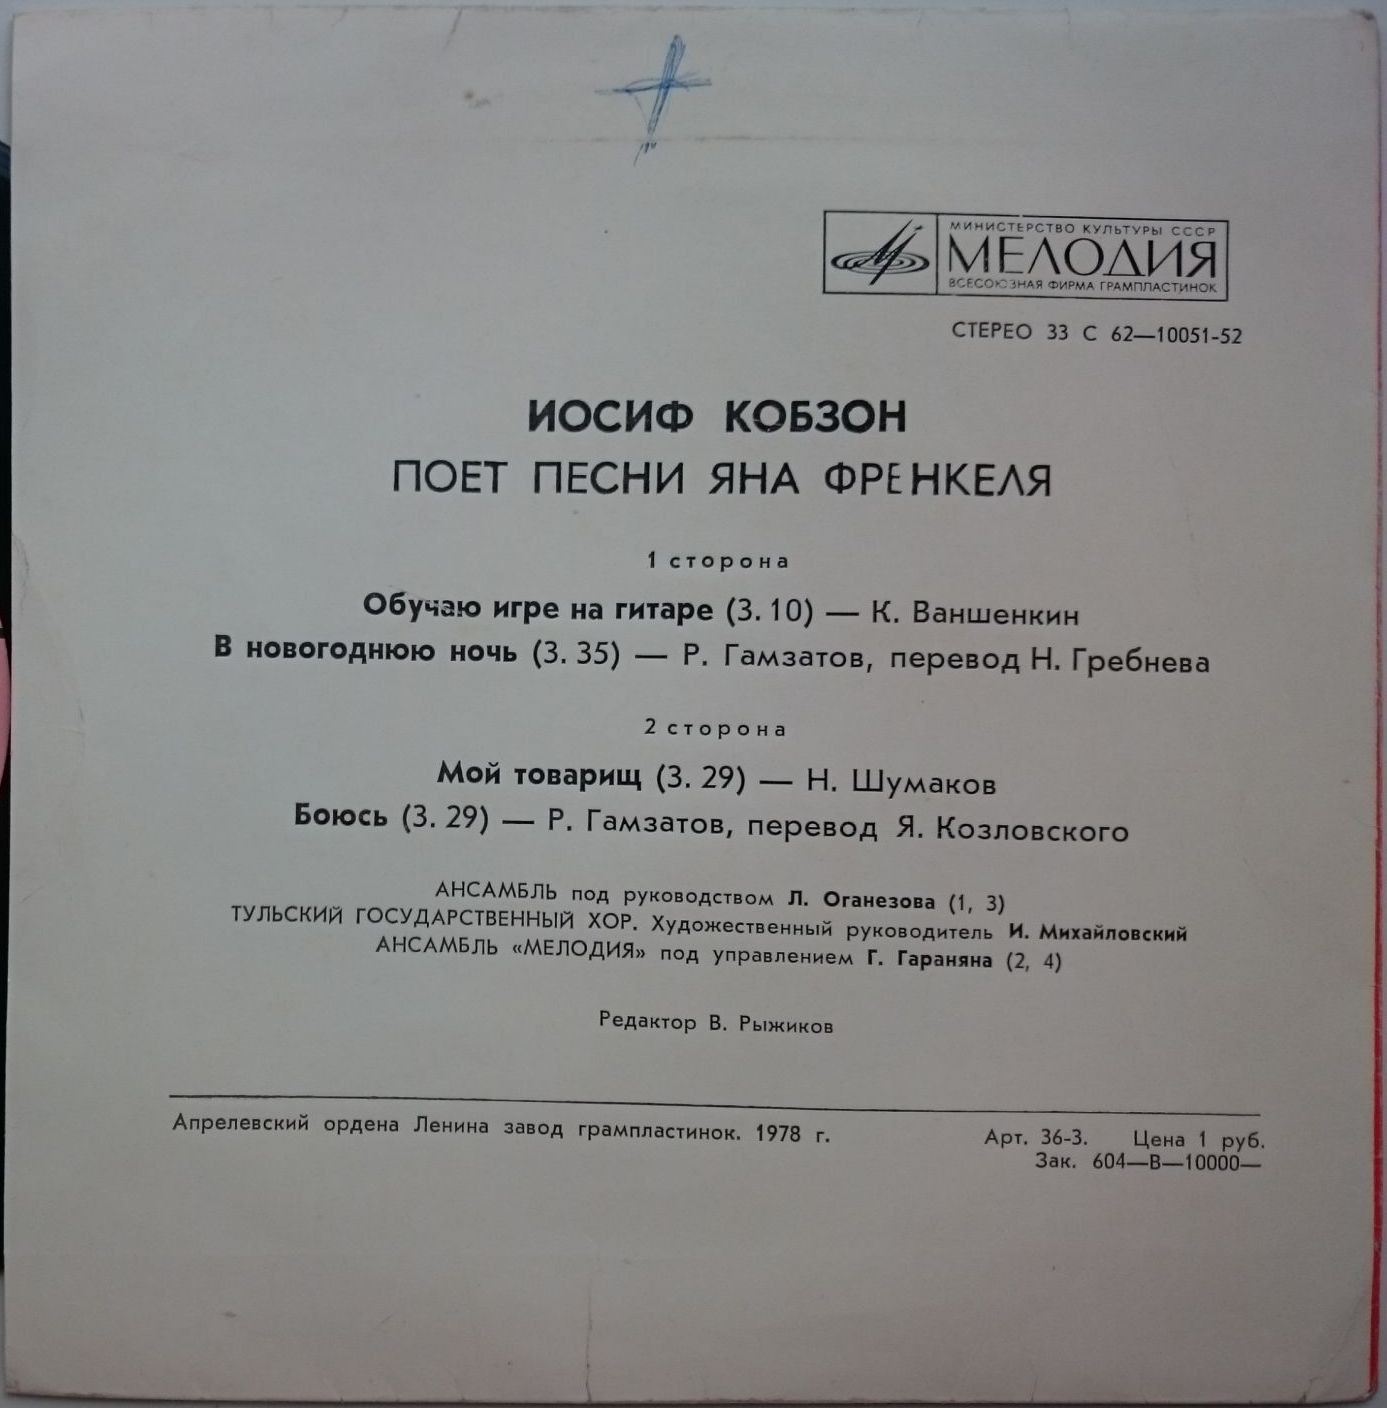 МИНИСТЕРСТВО КУЛЬТУРЫ СССР
МЕЛОДИЯ
ВСЕСОЮЗНАЯ ФИРМА ГРАМПЛАСТИНОК
СТЕРЕО 33 С 62—10051-52
ИОСИФ КОБЗОН
ПОЕТ ПЕСНИ ЯНА ФРЕНКЕЛЯ
1 сторона
Обучаю игре на гитаре (3. 10) — К. Ваншенкин
В новогоднюю ночь (3. 35) — Р. Гамзатов, перевод Н. Гребнева
2 сторона
Мой товарищ (3. 29) — Н. Шумаков
Боюсь (3. 29) — Р. Гамзатов, перевод Я. Козловского
АНСАМБЛЬ под руководством Л. Оганезова (1, 3)
ТУЛЬСКИЙ ГОСУДАРСТВЕННЫЙ ХОР. Художественный руководитель И. Михайловский
АНСАМБЛЬ «МЕЛОДИЯ» под управлением Г. Гараняна (2, 4)
Редактор В. Рыжиков
Апрелевский ордена Ленина завод грампластинок. 1978 г.
Арт. 36-3. Цена 1 руб.
Зак. 604—В—10000—